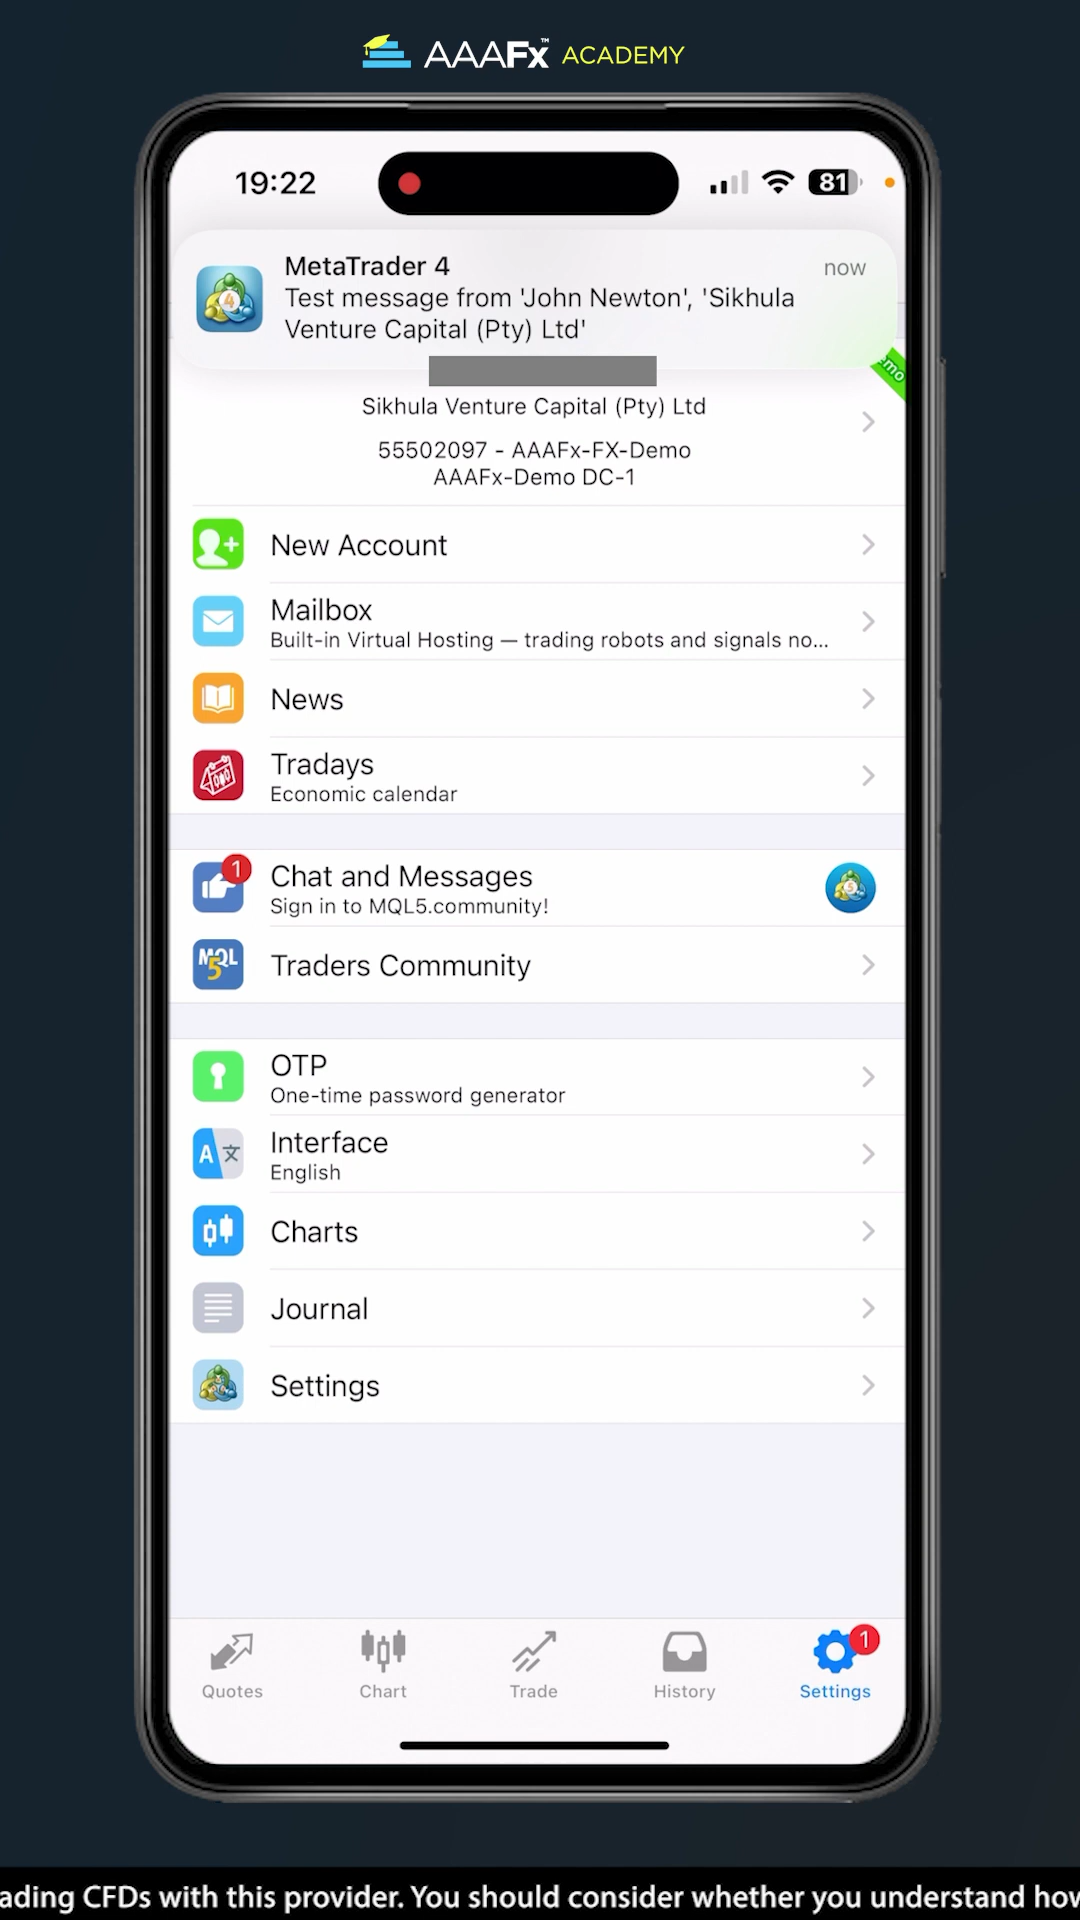 AAAFx™ ACADEMY
19:22
81
MetaTrader 4
now
Test message from 'John Newton', 'Sikhula
Venture Capital (Pty) Ltd'
Sikhula Venture Capital (Pty) Ltd
55502097 - AAAFx-FX-Demo
AAAFx-Demo DC-1
New Account
Mailbox
Built-in Virtual Hosting — trading robots and signals no...
News
Tradays
Economic calendar
1
Chat and Messages
Sign in to MQL5.community!
MQL
5
Traders Community
OTP
One-time password generator
Interface
English
Charts
Journal
Settings
1
Quotes
Chart
Trade
History
Settings
ading CFDs with this provider. You should consider whether you understand how